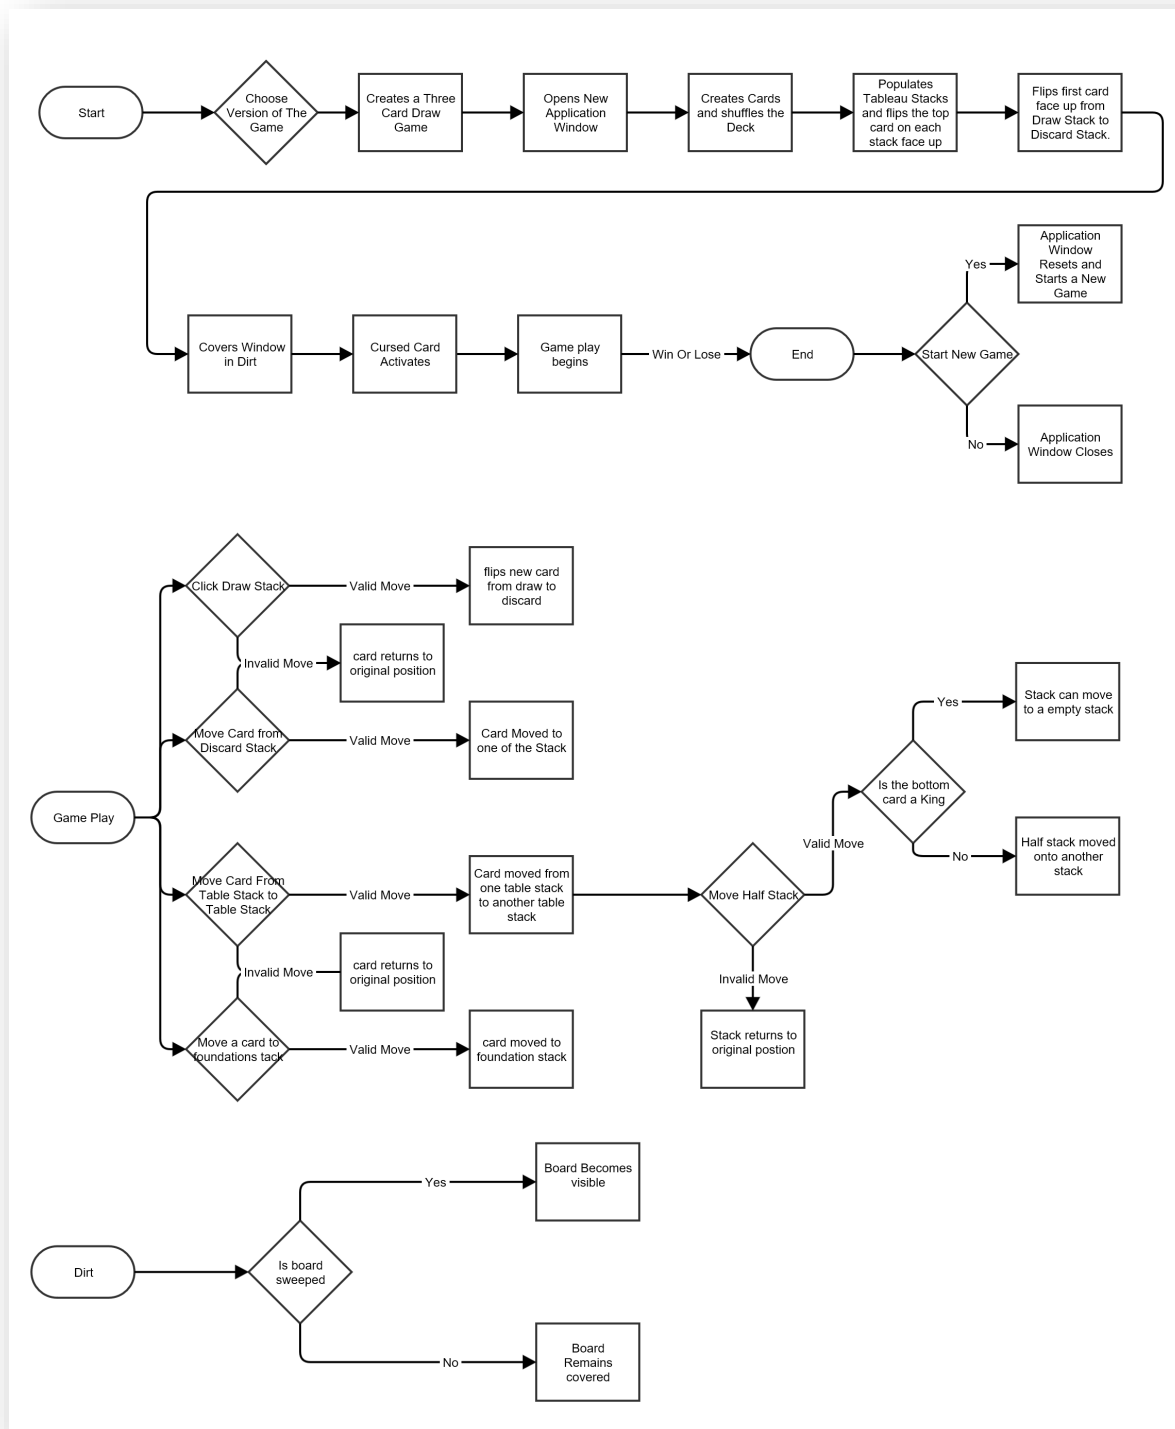 Start
Choose
Version of The
Game
Creates a Three
Card Draw
Game
Opens New
Application
Window
Creates Cards
and shuffles the
Deck
Populates
Tableau Stacks
and flips the top
card on each
stack face up
Flips first card
face up from
Draw Stack to
Discard Stack.
Covers Window
in Dirt
Cursed Card
Activates
Game play
begins
Win Or Lose
End
Start New Game
Yes
Application
Window
Resets and
Starts a New
Game
No
Application
Window Closes
Game Play
Click Draw Stack
Valid Move
flips new card
from draw to
discard
Invalid Move
card returns to
original position
Move Card from
Discard Stack
Valid Move
Card Moved to
one of the Stack
Move Card From
Table Stack to
Table Stack
Valid Move
Card moved from
one table stack
to another table
stack
Invalid Move
card returns to
original position
Move a card to
foundations tack
Valid Move
card moved to
foundation stack
Move Half Stack
Valid Move
Invalid Move
Stack returns to
original postion
Is the bottom
card a King
Yes
Stack can move
to a empty stack
No
Half stack moved
onto another
stack
Dirt
Is board
sweeped
Yes
Board Becomes
visible
No
Board
Remains
covered